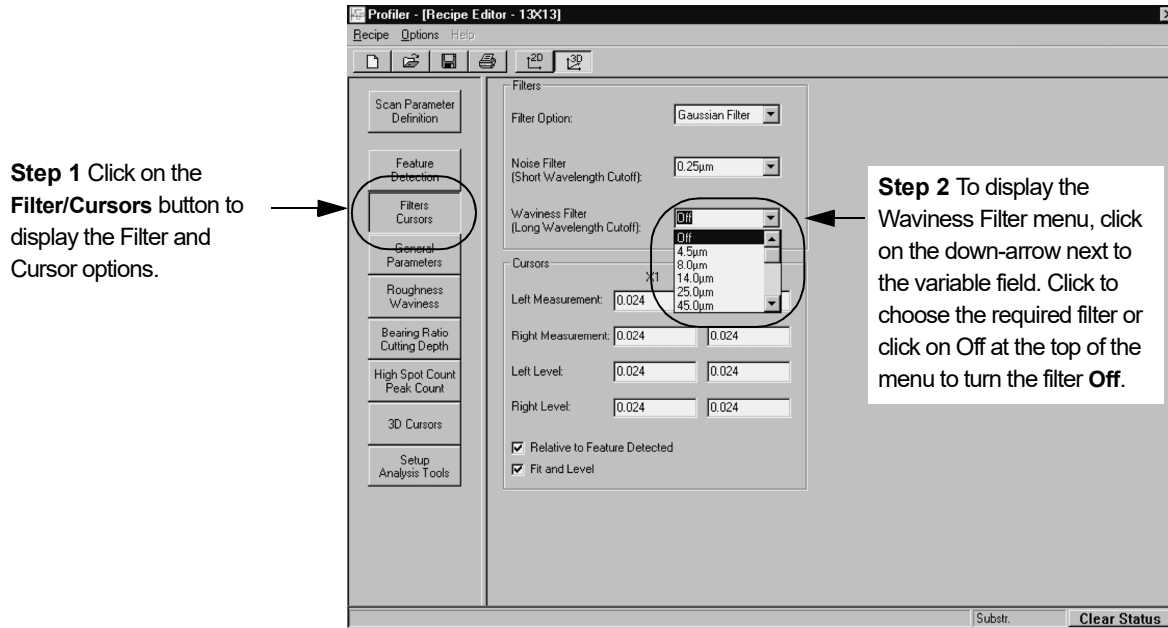 Profiler - [Recipe Editor - 13X13]
Recipe Options Help
2D 3D
Step 1 Click on the
Filter/Cursors button to
display the Filter and
Cursor options.
Scan Parameter
Definition
Feature
Detection
Filters
Cursors
General
Parameters
Roughness
Waviness
Bearing Ratio
Cutting Depth
High Spot Count
Peak Count
3D Cursors
Setup
Analysis Tools
Filters
Filter Option: Gaussian Filter
Noise Filter
(Short Wavelength Cutoff): 0.25µm
Waviness Filter
(Long Wavelength Cutoff): Off
Off
4.5µm
8.0µm
14.0µm
25.0µm
45.0µm
Cursors
X1
Left Measurement: 0.024
Right Measurement: 0.024 0.024
Left Level: 0.024 0.024
Right Level: 0.024 0.024
Relative to Feature Detected
Fit and Level
Step 2 To display the
Waviness Filter menu, click
on the down-arrow next to
the variable field. Click to
choose the required filter or
click on Off at the top of the
menu to turn the filter Off.
Substr. Clear Status